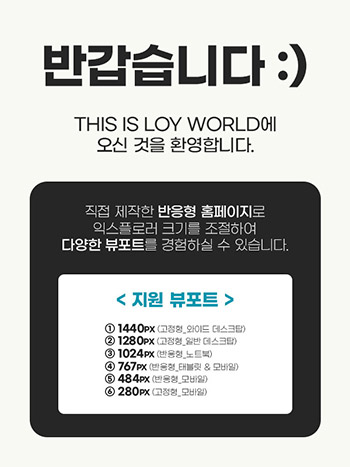 반갑습니다 :)
THIS IS LOY WORLD에
오신 것을 환영합니다.
직접 제작한 반응형 홈페이지로
익스플로러 크기를 조절하여
다양한 뷰포트를 경험하실 수 있습니다.
< 지원 뷰포트 >
① 1440PX (고정형_와이드 데스크탑)
② 1280PX (고정형_일반 데스크탑)
③ 1024PX (반응형_노트북)
④ 767PX (반응형_태블릿 & 모바일)
⑤ 484PX (반응형_모바일)
⑥ 280PX (고정형_모바일)